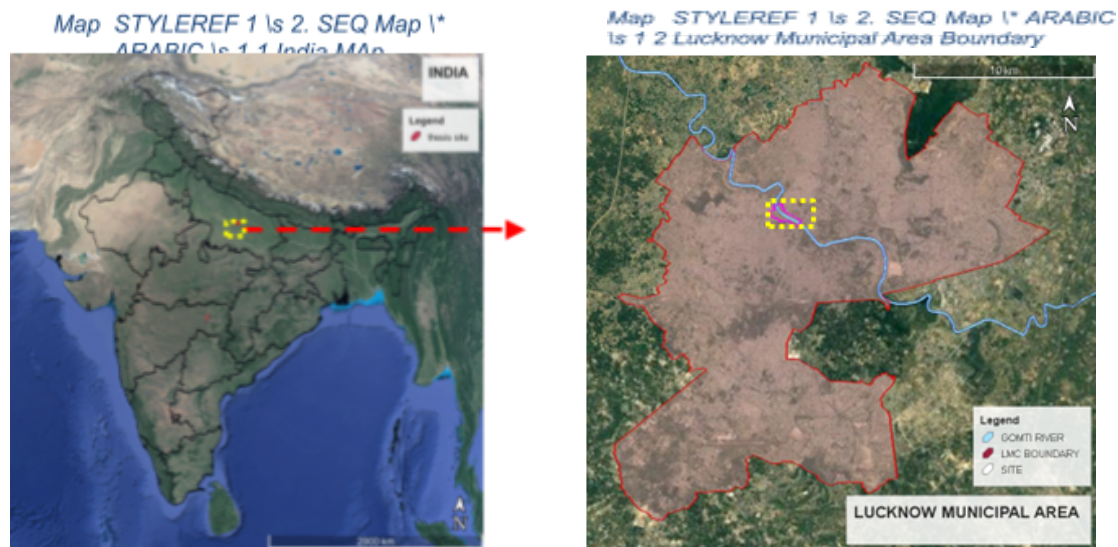 Map STYLEREF 1 \s 2. SEQ Map \*
ARABIC \s 1 1 India MAp
INDIA
Legend
thesis site
N
2000 km
Map STYLEREF 1 \s 2. SEQ Map \* ARABIC
\s 1 2 Lucknow Municipal Area Boundary
10 km
N
Legend
GOMTI RIVER
LMC BOUNDARY
SITE
LUCKNOW MUNICIPAL AREA